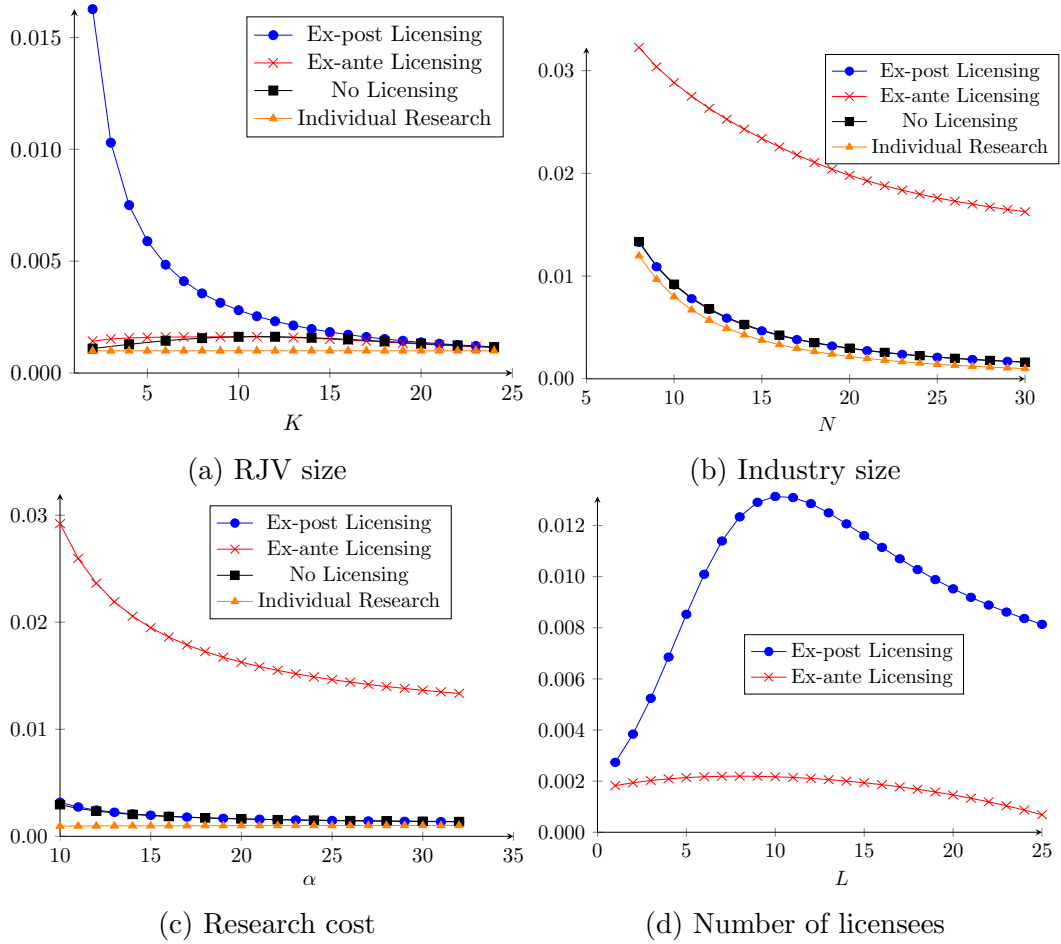 0.015
0.010
0.005
0.000
5
10
15
20
25
K
Ex-post Licensing
Ex-ante Licensing
No Licensing
Individual Research
(a) RJV size
0.03
0.02
0.01
0.00
5
10
15
20
25
30
N
Ex-post Licensing
Ex-ante Licensing
No Licensing
Individual Research
(b) Industry size
0.03
0.02
0.01
0.00
10
15
20
25
30
35
α
Ex-post Licensing
Ex-ante Licensing
No Licensing
Individual Research
(c) Research cost
0.012
0.010
0.008
0.006
0.004
0.002
0.000
0
5
10
15
20
25
L
Ex-post Licensing
Ex-ante Licensing
(d) Number of licensees